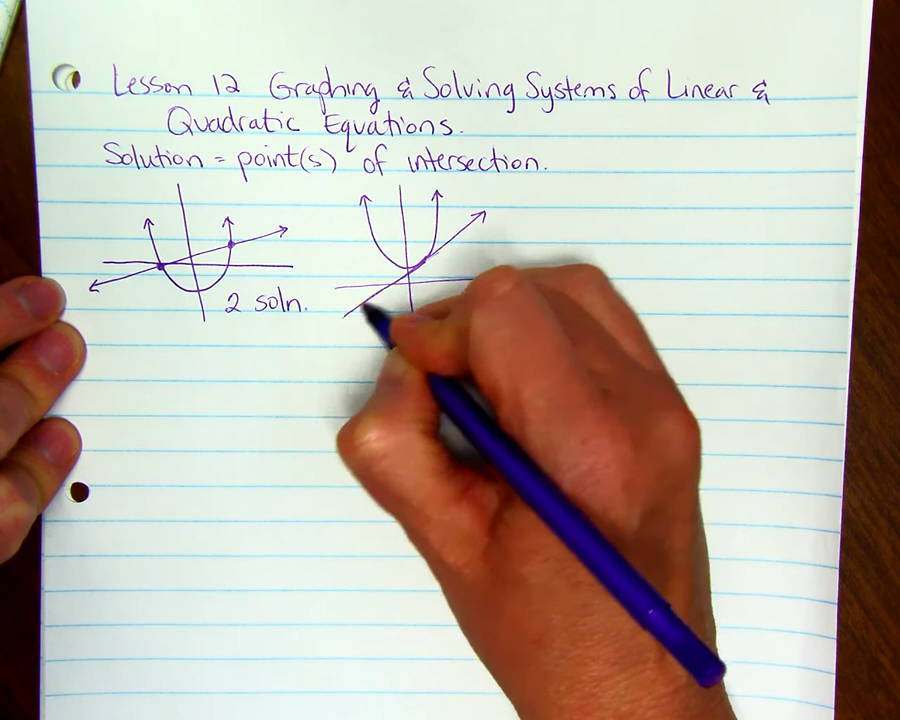 Lesson 12 Graphing & Solving Systems of Linear &
Quadratic Equations.
Solution = point(s) of intersection.
2 soln.